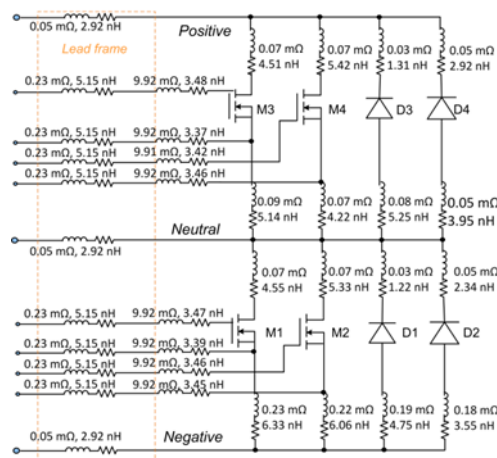 0.05 mΩ, 2.92 nH
Positive
Lead frame
0.07 mΩ 0.07 mΩ 0.03 mΩ 0.05 mΩ
4.51 nH 5.42 nH 1.31 nH 2.92 nH
0.23 mΩ, 5.15 nH 9.92 mΩ, 3.48 nH
M3 M4 D3 D4
0.23 mΩ, 5.15 nH 9.92 mΩ, 3.37 nH
0.23 mΩ, 5.15 nH 9.91 mΩ, 3.42 nH
0.23 mΩ, 5.15 nH 9.92 mΩ, 3.46 nH
0.09 mΩ 0.07 mΩ 0.08 mΩ 0.05 mΩ
5.14 nH 4.22 nH 5.25 nH 3.95 nH
Neutral
0.05 mΩ, 2.92 nH
0.07 mΩ 0.07 mΩ 0.03 mΩ 0.05 mΩ
4.55 nH 5.33 nH 1.22 nH 2.34 nH
0.23 mΩ, 5.15 nH 9.92 mΩ, 3.47 nH
M1 M2 D1 D2
0.23 mΩ, 5.15 nH 9.92 mΩ, 3.39 nH
0.23 mΩ, 5.15 nH 9.92 mΩ, 3.46 nH
0.23 mΩ, 5.15 nH 9.92 mΩ, 3.45 nH
0.23 mΩ 0.22 mΩ 0.19 mΩ 0.18 mΩ
6.33 nH 6.06 nH 4.75 nH 3.55 nH
0.05 mΩ, 2.92 nH
Negative